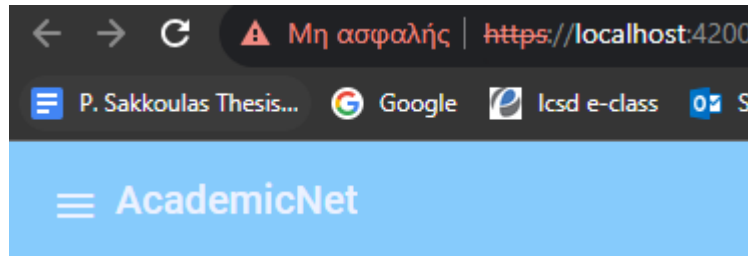 Μη ασφαλής | https://localhost:4200
P. Sakkoulas Thesis... Google Icsd e-class
AcademicNet